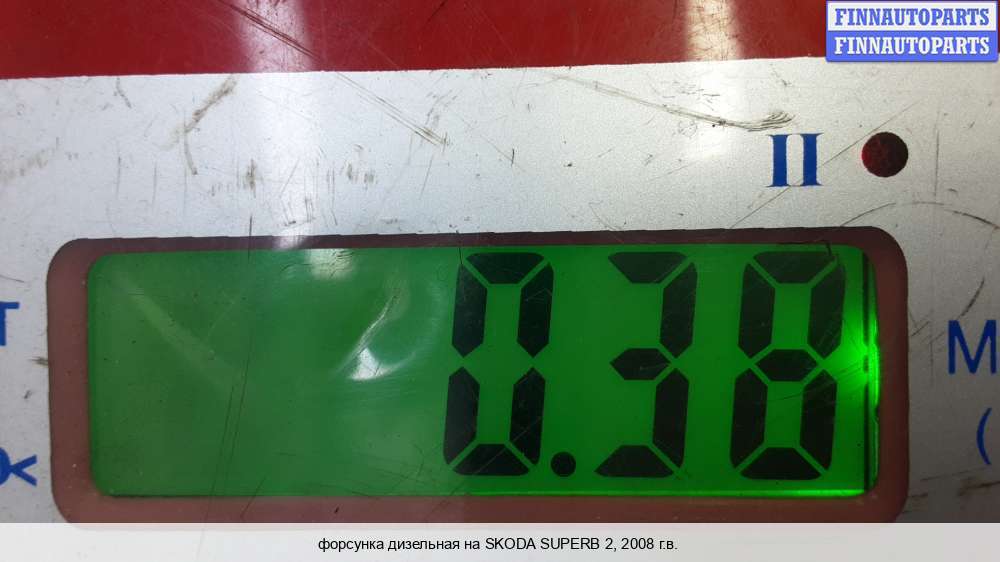 FINNAUTOPARTS
FINNAUTOPARTS
II
0.38
М
(
форсунка дизельная на SKODA SUPERB 2, 2008 г.в.